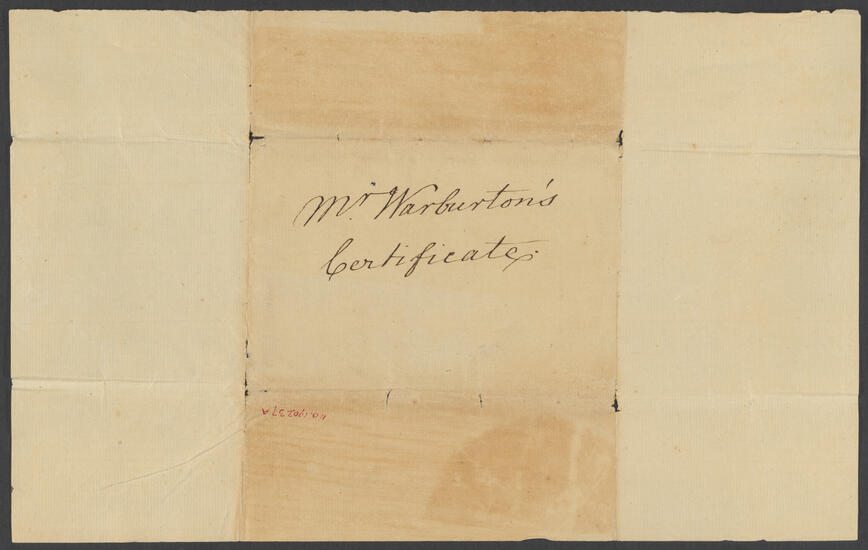 Mr. Warburton's
Certificate.